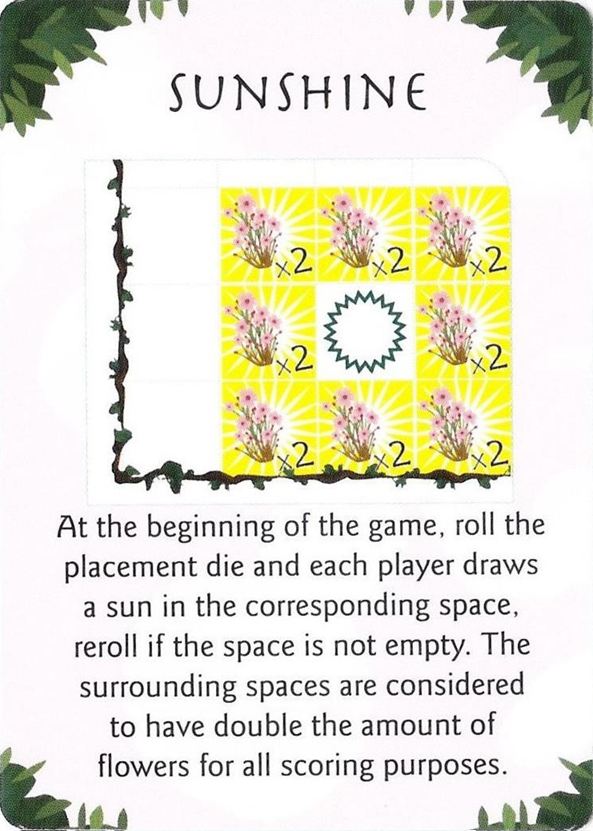 SUNSHINE
x2 x2 x2
x2 x2
x2 x2 x2
At the beginning of the game, roll the
placement die and each player draws
a sun in the corresponding space,
reroll if the space is not empty. The
surrounding spaces are considered
to have double the amount of
flowers for all scoring purposes.